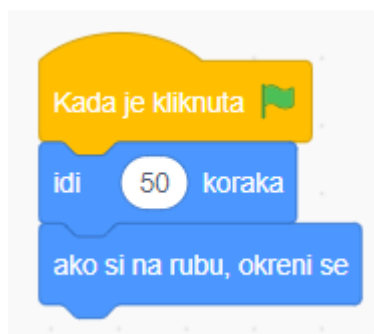 Kada je kliknuta
idi 50 koraka
ako si na rubu, okreni se